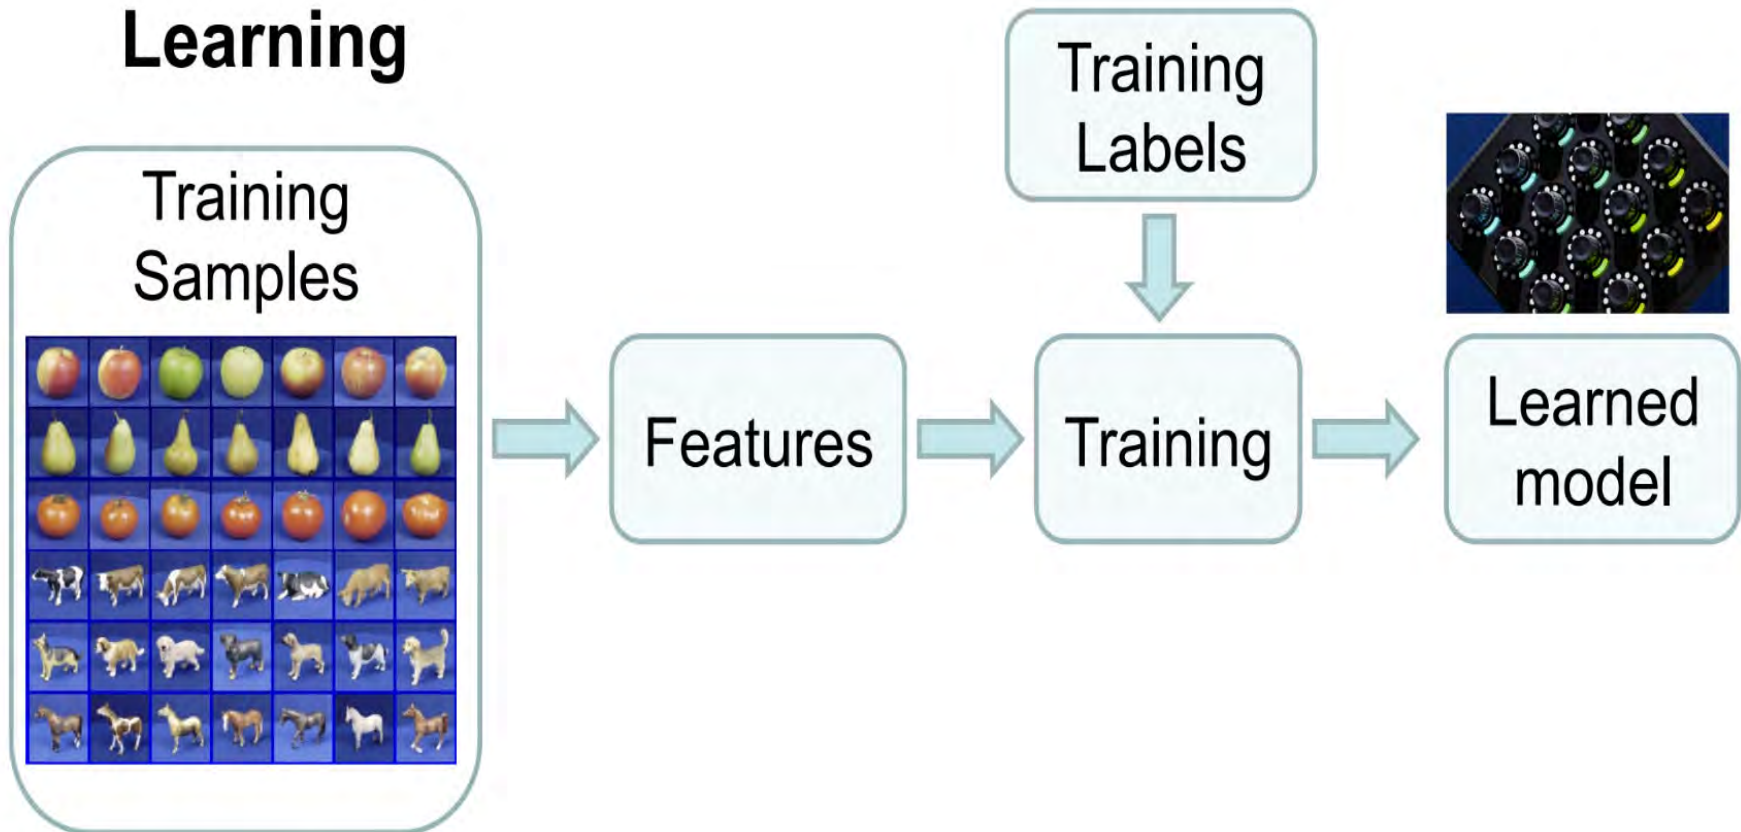 Learning
Training
Samples
Features
Training
Labels
Training
Learned
model